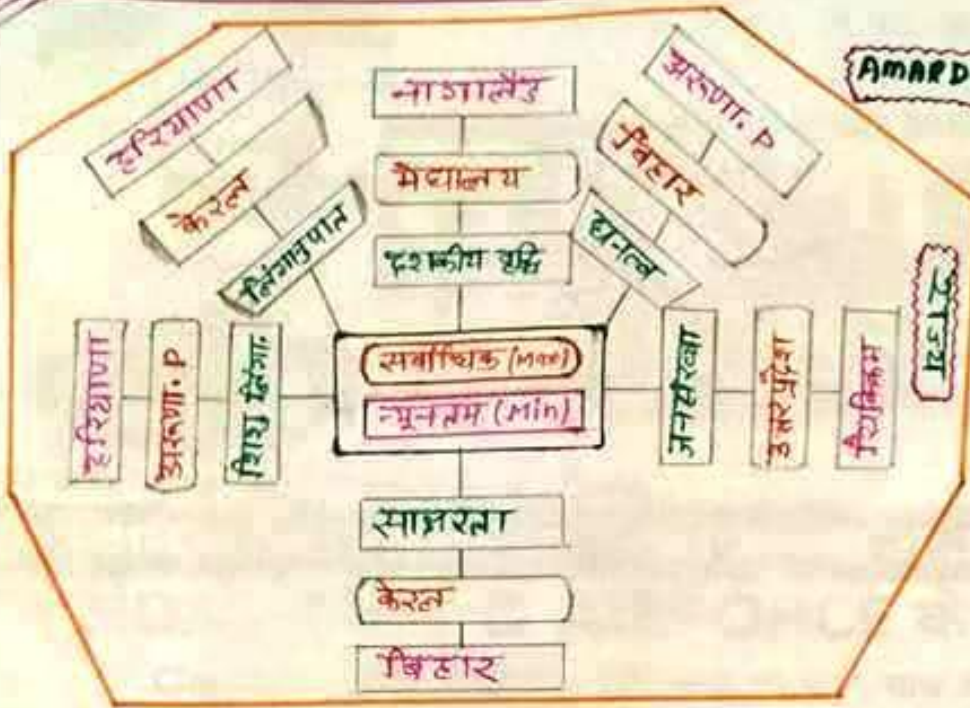 AMARD
राज्य
हरियाणा
केरल
लिंगानुपात
नागालैंड
मेघालय
दशकीय वृद्धि
अरुणा. P
बिहार
घनत्व
सर्वाधिक (Max)
न्यूनतम (Min)
हरियाणा
अरुणा. P
शिशु लिंगा.
जनसंख्या
उत्तरप्रदेश
सिक्किम
साक्षरता
केरल
बिहार